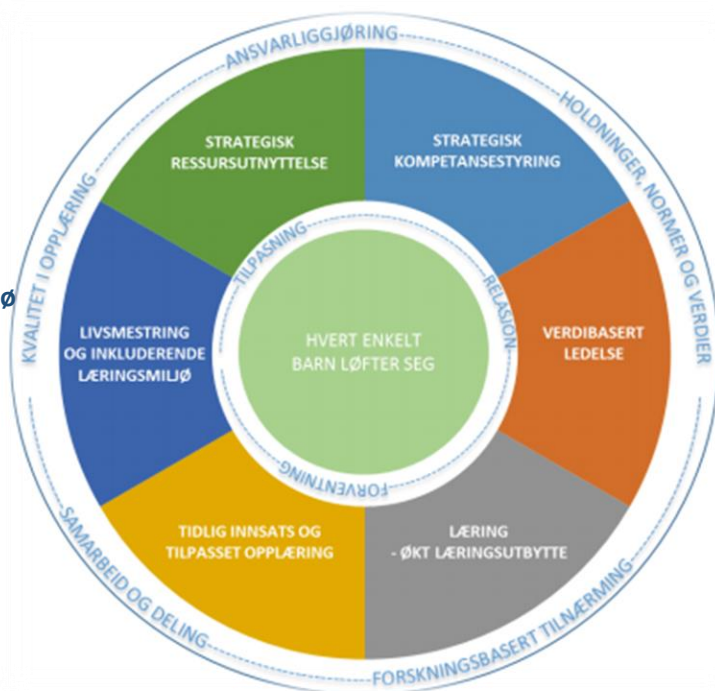 ANSVARLIGGJØRING
HOLDNINGER, NORMER OG VERDIER
FORSKNINGSBASERT TILNÆRMING
SAMARBEID OG DELING
KVALITET I OPPLÆRING
Ø
STRATEGISK
RESSURSUTNYTTELSE
STRATEGISK
KOMPETANSESTYRING
VERDIBASERT
LEDELSE
LÆRING
- ØKT LÆRINGSUTBYTTE
TIDLIG INNSATS OG
TILPASSET OPPLÆRING
LIVSMESTRING
OG INKLUDERENDE
LÆRINGSMILJØ
TILPASNING
RELASJON
FORVENTNING
HVERT ENKELT
BARN LØFTER SEG